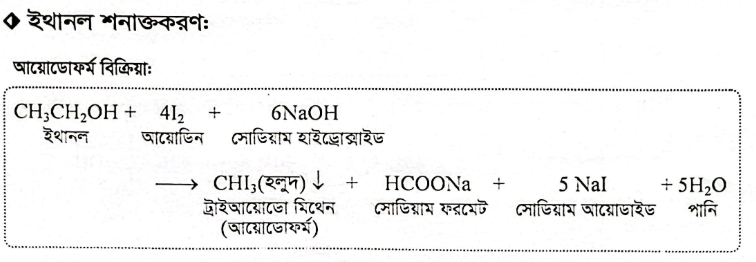 ❖ ইথানল শনাক্তকরণঃ
আয়োডোফর্ম বিক্রিয়াঃ
CH₃CH₂OH + 4I₂ + 6NaOH
ইথানল আয়োডিন সোডিয়াম হাইড্রোক্সাইড
⟶ CHI₃(হলুদ) ↓ + HCOONa + 5 NaI + 5H₂O
ট্রাইআয়োডো মিথেন সোডিয়াম ফরমেট সোডিয়াম আয়োডাইড পানি
(আয়োডোফর্ম)